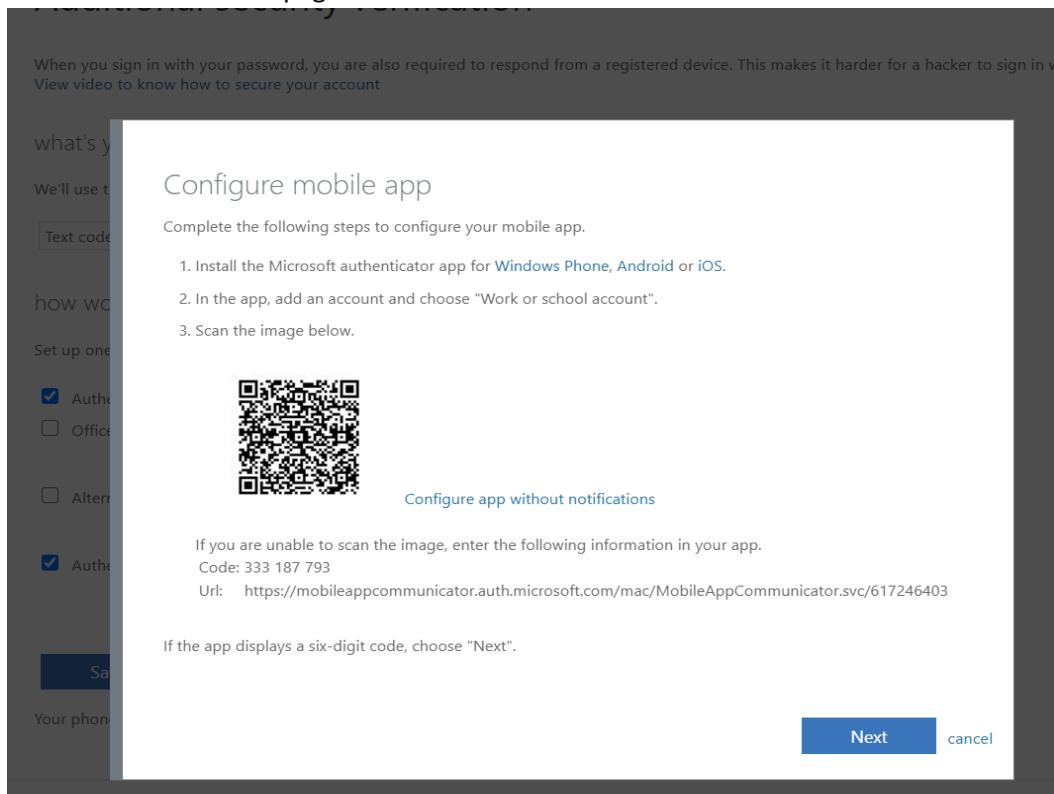 Additional security verification
When you sign in with your password, you are also required to respond from a registered device. This makes it harder for a hacker to sign in
View video to know how to secure your account
what's
We'll use
Text code
how
Set up one
Configure mobile app
Complete the following steps to configure your mobile app.
1. Install the Microsoft authenticator app for Windows Phone, Android or iOS.
2. In the app, add an account and choose "Work or school account".
3. Scan the image below.
Configure app without notifications
If you are unable to scan the image, enter the following information in your app.
Code: 333 187 793
Url: https://mobileappcommunicator.auth.microsoft.com/mac/MobileAppCommunicator.svc/617246403
If the app displays a six-digit code, choose "Next".
Your phon
Next
cancel